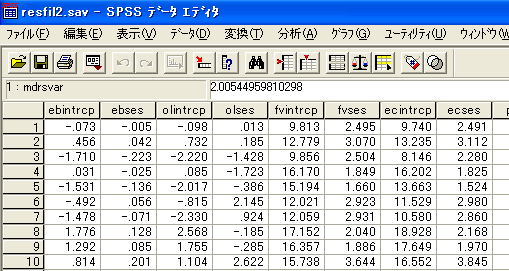 resfil2.sav - SPSS データ エディタ
ファイル(F) 編集(E) 表示(V) データ(D) 変換(T) 分析(A) グラフ(G) ユーティリティ(U) ウィンドウ(W
1 : mdrsvar 2.00544959810298
ebintrcp ebses olintrcp olses fvintrcp fvses ecintrcp ecses
1 -.073 -.005 -.098 .013 9.813 2.495 9.740 2.491
2 .456 .042 .732 .185 12.779 3.070 13.235 3.112
3 -1.710 -.223 -2.220 -1.428 9.856 2.504 8.146 2.280
4 .031 -.025 .085 -1.723 16.170 1.849 16.202 1.825
5 -1.531 -.136 -2.017 -.386 15.194 1.660 13.663 1.524
6 -.492 .056 -.815 2.145 12.021 2.923 11.529 2.980
7 -1.478 -.071 -2.330 .924 12.059 2.931 10.580 2.860
8 1.776 .128 2.568 -.185 17.152 2.040 18.928 2.168
9 1.292 .085 1.755 -.285 16.357 1.886 17.649 1.970
10 .814 .201 1.104 2.622 15.738 3.644 16.552 3.845